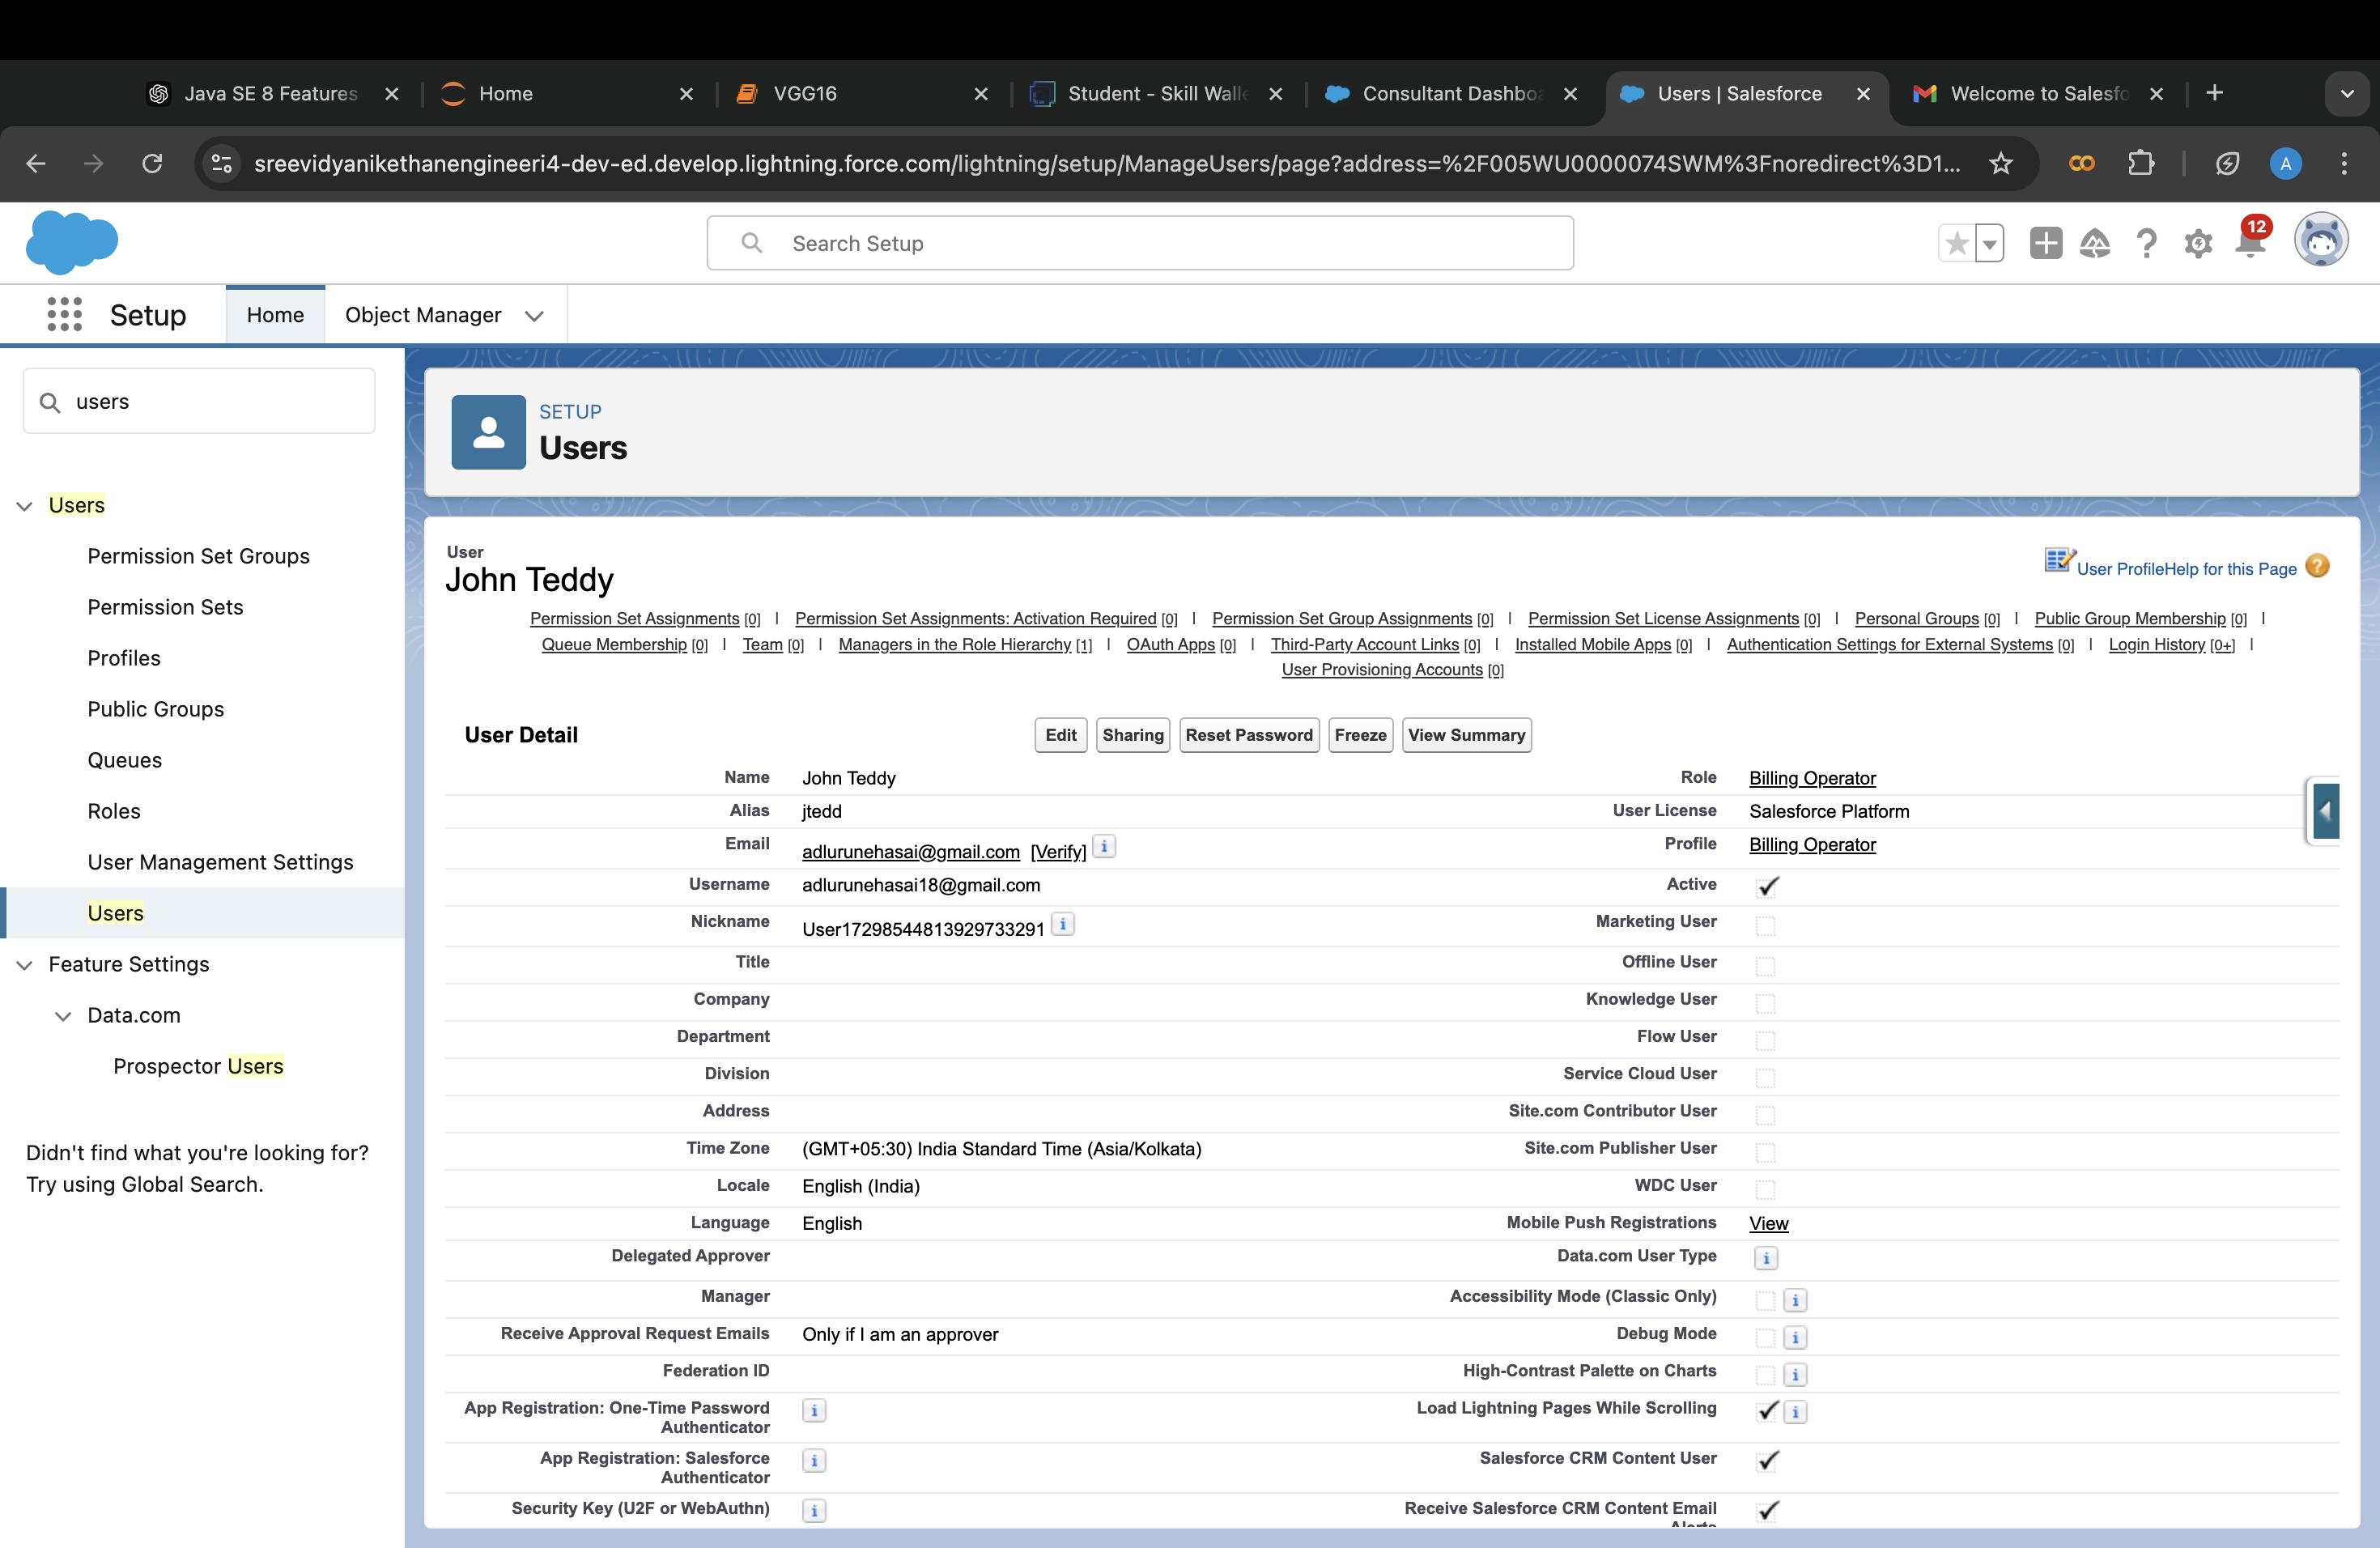 Java SE 8 Features
Home
VGG16
Student - Skill Walle
Consultant Dashboa
Users | Salesforce
Welcome to Salesfo
sreevidyanikethanengineeri4-dev-ed.develop.lightning.force.com/lightning/setup/ManageUsers/page?address=%2F005WU0000074SWM%3Fnoredirect%3D1...
A
Search Setup
12
Setup
Home
Object Manager
users
Users
Permission Set Groups
Permission Sets
Profiles
Public Groups
Queues
Roles
User Management Settings
Users
Feature Settings
Data.com
Prospector Users
Didn't find what you're looking for?
Try using Global Search.
SETUP
Users
User
John Teddy
User Profile Help for this Page ?
Permission Set Assignments [0] | Permission Set Assignments: Activation Required [0] | Permission Set Group Assignments [0] | Permission Set License Assignments [0] | Personal Groups [0] | Public Group Membership [0] |
Queue Membership [0] | Team [0] | Managers in the Role Hierarchy [1] | OAuth Apps [0] | Third-Party Account Links [0] | Installed Mobile Apps [0] | Authentication Settings for External Systems [0] | Login History [0+] |
User Provisioning Accounts [0]
User Detail Edit Sharing Reset Password Freeze View Summary
Name John Teddy Role Billing Operator
Alias jtedd User License Salesforce Platform
Email adlurunehasai@gmail.com [Verify] i Profile Billing Operator
Username adlurunehasai18@gmail.com Active
Nickname User17298544813929733291 i Marketing User
Title Offline User
Company Knowledge User
Department Flow User
Division Service Cloud User
Address Site.com Contributor User
Time Zone (GMT+05:30) India Standard Time (Asia/Kolkata) Site.com Publisher User
Locale English (India) WDC User
Language English Mobile Push Registrations View
Delegated Approver Data.com User Type i
Manager Accessibility Mode (Classic Only) i
Receive Approval Request Emails Only if I am an approver Debug Mode i
Federation ID High-Contrast Palette on Charts i
App Registration: One-Time Password Authenticator i Load Lightning Pages While Scrolling i
App Registration: Salesforce Authenticator i Salesforce CRM Content User
Security Key (U2F or WebAuthn) i Receive Salesforce CRM Content Email